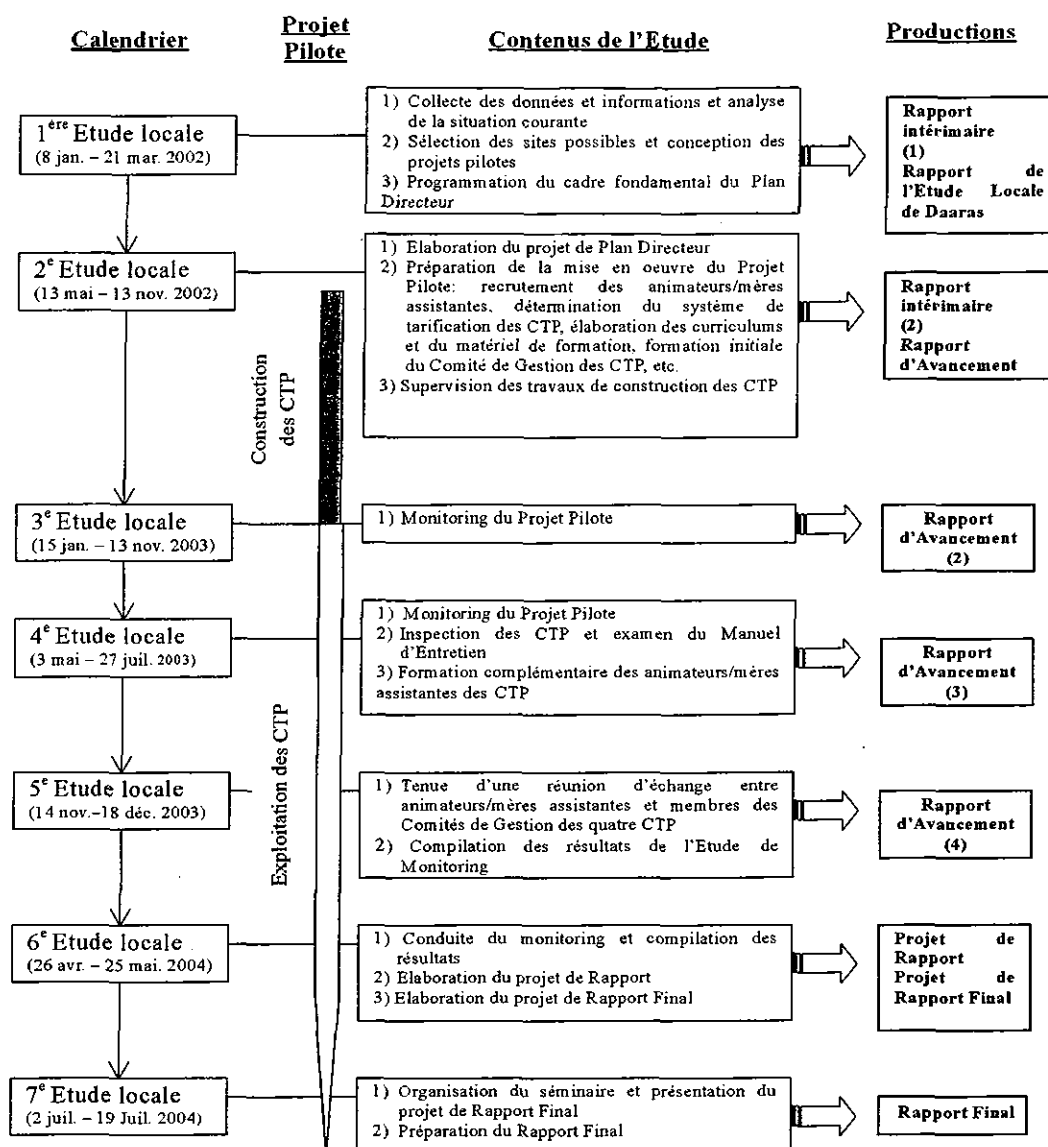 Calendrier
Projet
Pilote
Contenus de l'Etude
Productions
1ère Etude locale
(8 jan. – 21 mar. 2002)
1) Collecte des données et informations et analyse
de la situation courante
2) Sélection des sites possibles et conception des
projets pilotes
3) Programmation du cadre fondamental du Plan
Directeur
Rapport
intérimaire
(1)
Rapport de
l'Etude Locale
de Daaras
2e Etude locale
(13 mai – 13 nov. 2002)
1) Elaboration du projet de Plan Directeur
2) Préparation de la mise en oeuvre du Projet
Pilote: recrutement des animateurs/mères
assistantes, détermination du système de
tarification des CTP, élaboration des curriculums
et du matériel de formation, formation initiale
du Comité de Gestion des CTP, etc.
3) Supervision des travaux de construction des CTP
Rapport
intérimaire
(2)
Rapport
d'Avancement
Construction
des CTP
3e Etude locale
(15 jan. – 13 nov. 2003)
1) Monitoring du Projet Pilote
Rapport
d'Avancement
(2)
4e Etude locale
(3 mai – 27 juil. 2003)
1) Monitoring du Projet Pilote
2) Inspection des CTP et examen du Manuel
d'Entretien
3) Formation complémentaire des animateurs/mères
assistantes des CTP
Rapport
d'Avancement
(3)
Exploitation des CTP
5e Etude locale
(14 nov.–18 déc. 2003)
1) Tenue d'une réunion d'échange entre
animateurs/mères assistantes et membres des
Comités de Gestion des quatre CTP
2) Compilation des résultats de l'Etude de
Monitoring
Rapport
d'Avancement
(4)
6e Etude locale
(26 avr. – 25 mai. 2004)
1) Conduite du monitoring et compilation des
résultats
2) Elaboration du projet de Rapport
3) Elaboration du projet de Rapport Final
Projet de
Rapport
Projet de
Rapport Final
7e Etude locale
(2 juil. – 19 Juil. 2004)
1) Organisation du séminaire et présentation du
projet de Rapport Final
2) Préparation du Rapport Final
Rapport Final